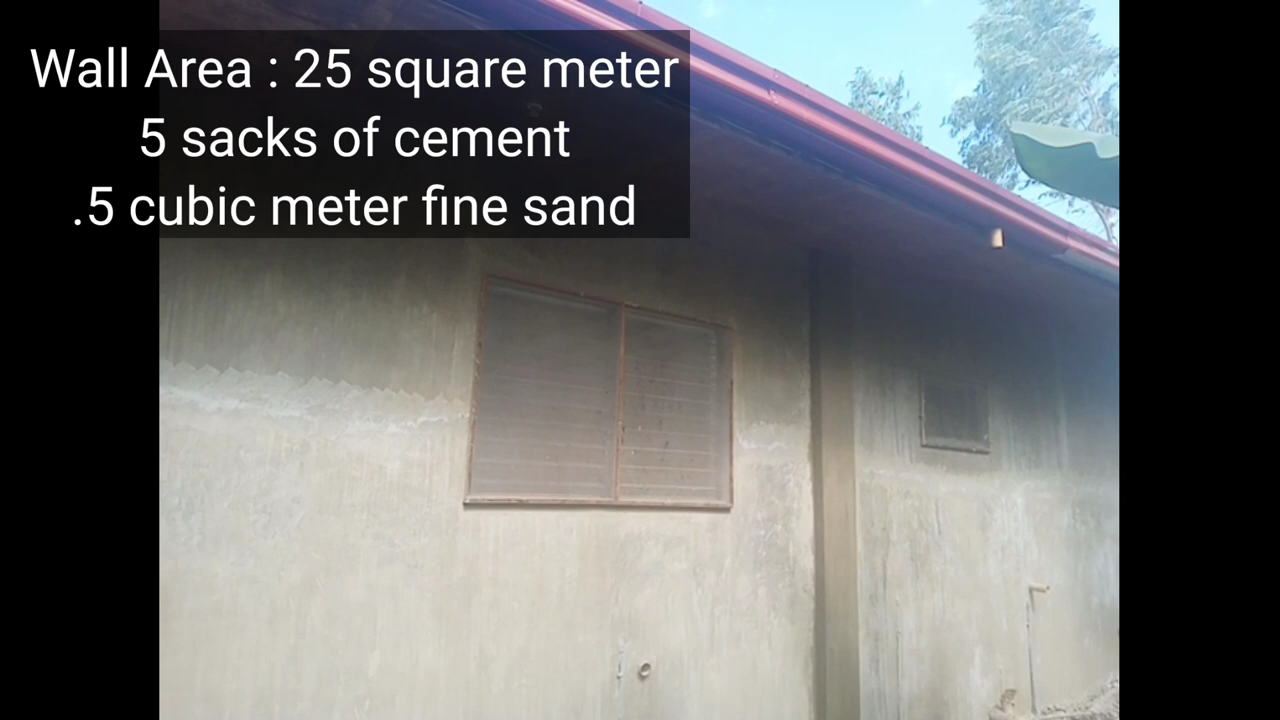 Wall Area : 25 square meter
5 sacks of cement
.5 cubic meter fine sand